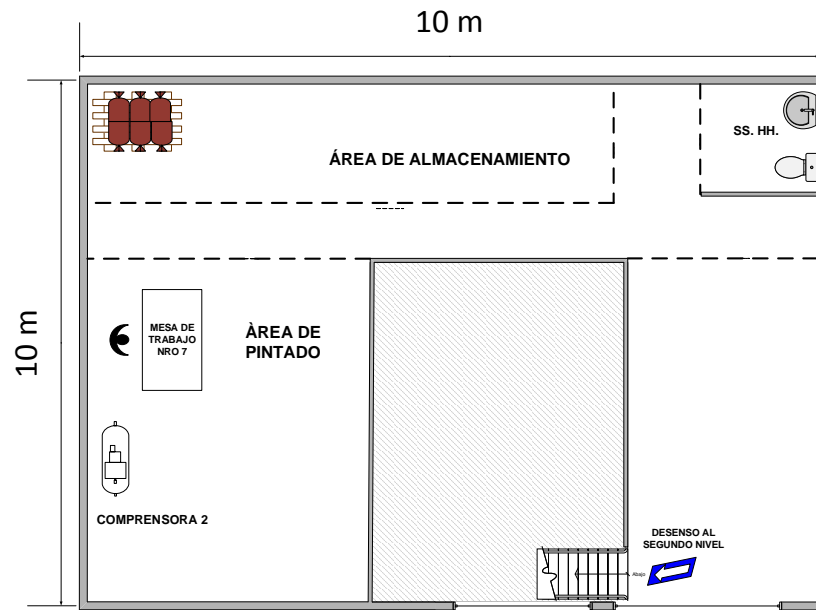 10 m
10 m
SS. HH.
ÁREA DE ALMACENAMIENTO
MESA DE
TRABAJO
NRO 7
ÀREA DE
PINTADO
COMPRENSORA 2
DESENSO AL
SEGUNDO NIVEL
Abajo